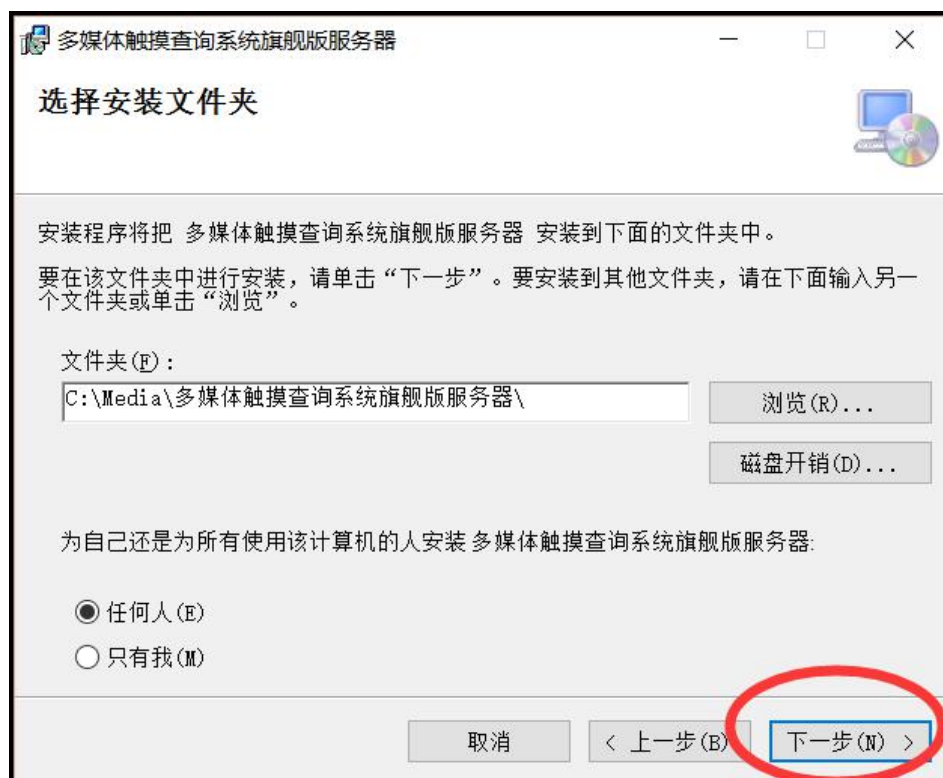 多媒体触摸查询系统旗舰版服务器
选择安装文件夹
安装程序将把 多媒体触摸查询系统旗舰版服务器 安装到下面的文件夹中。
要在该文件夹中进行安装，请单击“下一步”。要安装到其他文件夹，请在下面输入另一
个文件夹或单击“浏览”。
文件夹(F)：
C:\Media\多媒体触摸查询系统旗舰版服务器\
浏览(R)...
磁盘开销(D)...
为自己还是为所有使用该计算机的人安装 多媒体触摸查询系统旗舰版服务器:
任何人(E)
只有我(M)
取消
< 上一步(B)
下一步(N) >